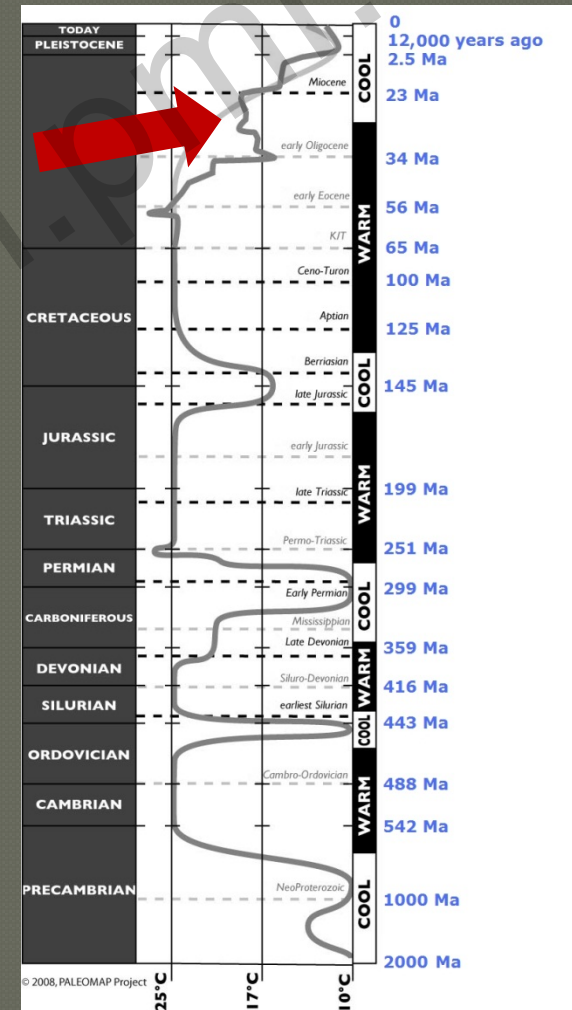 0
TODAY
12,000 years ago
PLEISTOCENE
2.5 Ma
COOL
Miocene
23 Ma
early Oligocene
34 Ma
early Eocene
56 Ma
K/T
WARM
65 Ma
Ceno-Turon
100 Ma
CRETACEOUS
Aptian
125 Ma
Berriasian
COOL
145 Ma
late Jurassic
JURASSIC
early Jurassic
WARM
late Triassic
199 Ma
TRIASSIC
Permo-Triassic
251 Ma
PERMIAN
Early Permian
299 Ma
COOL
CARBONIFEROUS
Mississippian
Late Devonian
359 Ma
DEVONIAN
WARM
Siluro-Devonian
416 Ma
SILURIAN
earliest Silurian
COOL
443 Ma
ORDOVICIAN
Cambro-Ordovician
488 Ma
CAMBRIAN
WARM
542 Ma
PRECAMBRIAN
NeoProterozoic
COOL
1000 Ma
2000 Ma
© 2008, PALEOMAP Project
25°C
17°C
10°C